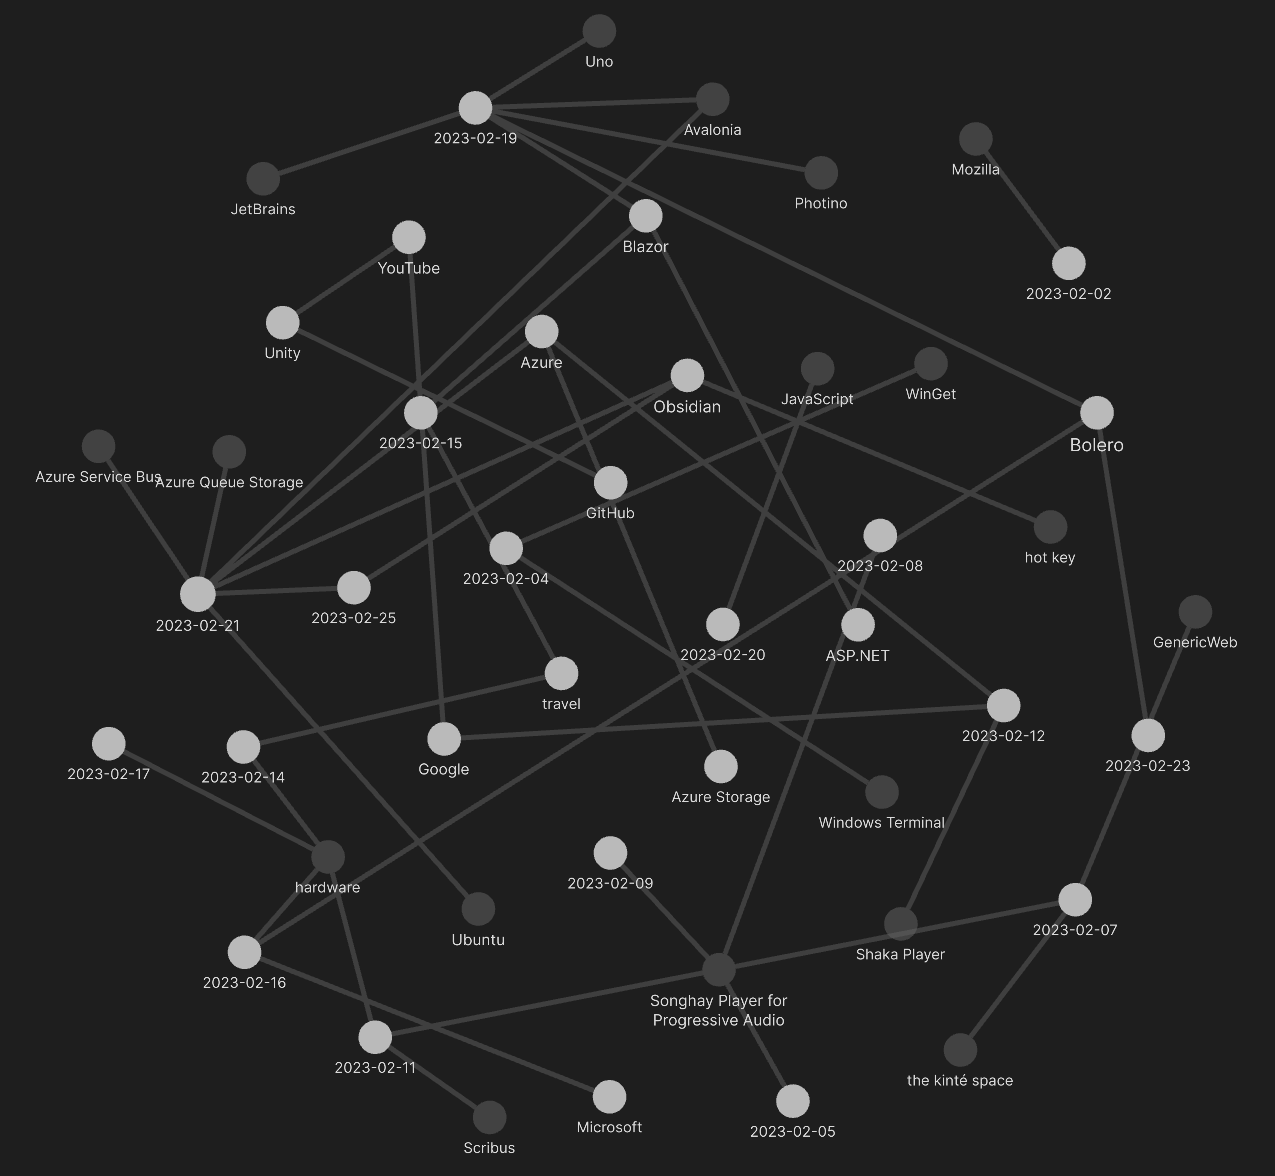 Uno
Avalonia
2023-02-19
Mozilla
Photino
JetBrains
Blazor
YouTube
2023-02-02
Unity
Azure
WinGet
JavaScript
Obsidian
2023-02-15
Bolero
Azure Service Bus
Azure Queue Storage
GitHub
hot key
2023-02-08
2023-02-04
2023-02-25
2023-02-21
GenericWeb
2023-02-20
ASP.NET
travel
2023-02-12
2023-02-23
Google
2023-02-17
2023-02-14
Azure Storage
Windows Terminal
2023-02-09
hardware
2023-02-07
Ubuntu
Shaka Player
2023-02-16
Songhay Player for
Progressive Audio
2023-02-11
the kinté space
Microsoft
2023-02-05
Scribus